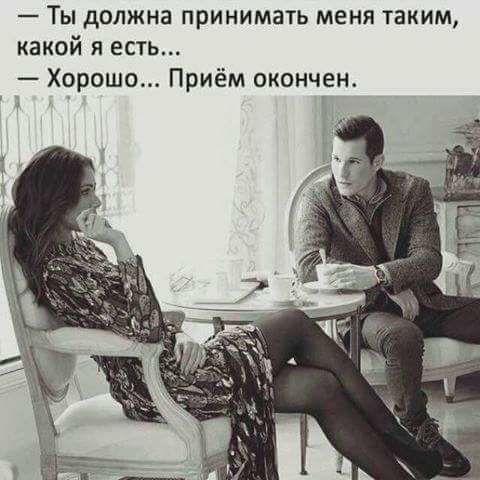 — Ты должна принимать меня таким,
какой я есть...
— Хорошо... Приём окончен.